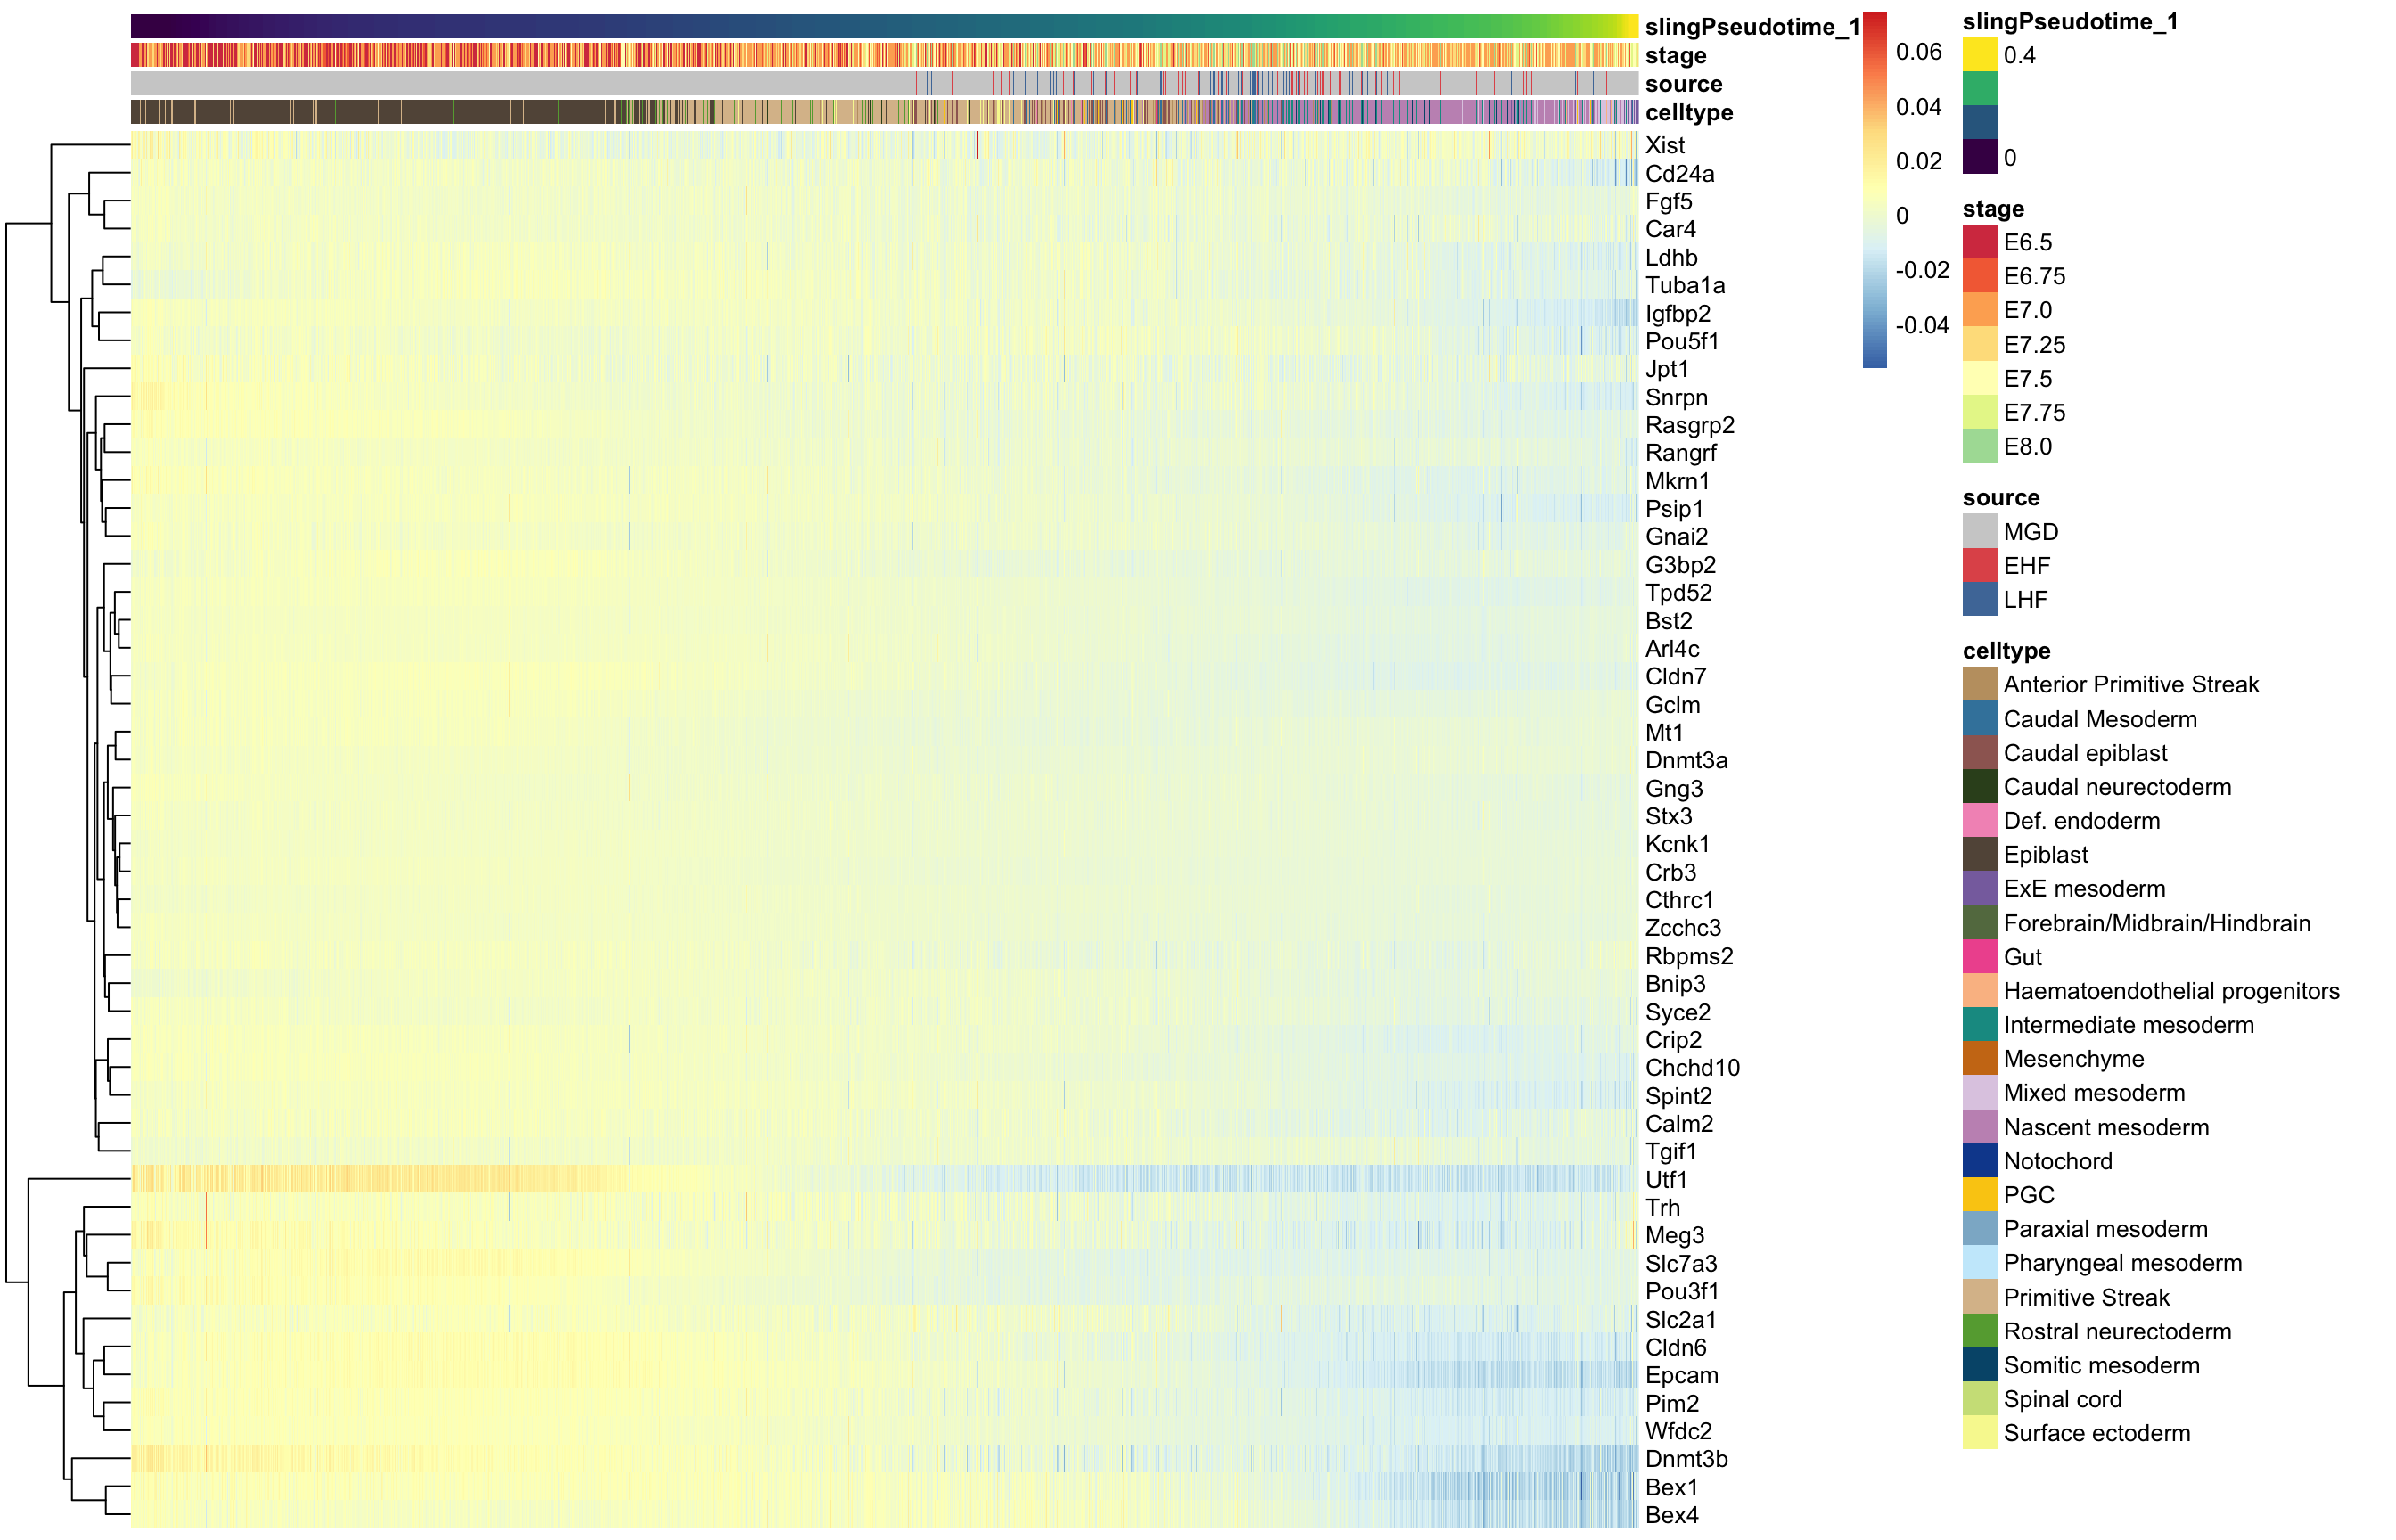 slingPseudotime_1
stage
source
celltype
Xist
Cd24a
Fgf5
Car4
Ldhb
Tuba1a
Igfbp2
Pou5f1
Jpt1
Snrpn
Rasgrp2
Rangrf
Mkrn1
Psip1
Gnai2
G3bp2
Tpd52
Bst2
Arl4c
Cldn7
Gclm
Mt1
Dnmt3a
Gng3
Stx3
Kcnk1
Crb3
Cthrc1
Zcchc3
Rbpms2
Bnip3
Syce2
Crip2
Chchd10
Spint2
Calm2
Tgif1
Utf1
Trh
Meg3
Slc7a3
Pou3f1
Slc2a1
Cldn6
Epcam
Pim2
Wfdc2
Dnmt3b
Bex1
Bex4
0.06
0.04
0.02
0
-0.02
-0.04
slingPseudotime_1
0.4
0
stage
E6.5
E6.75
E7.0
E7.25
E7.5
E7.75
E8.0
source
MGD
EHF
LHF
celltype
Anterior Primitive Streak
Caudal Mesoderm
Caudal epiblast
Caudal neurectoderm
Def. endoderm
Epiblast
ExE mesoderm
Forebrain/Midbrain/Hindbrain
Gut
Haematoendothelial progenitors
Intermediate mesoderm
Mesenchyme
Mixed mesoderm
Nascent mesoderm
Notochord
PGC
Paraxial mesoderm
Pharyngeal mesoderm
Primitive Streak
Rostral neurectoderm
Somitic mesoderm
Spinal cord
Surface ectoderm